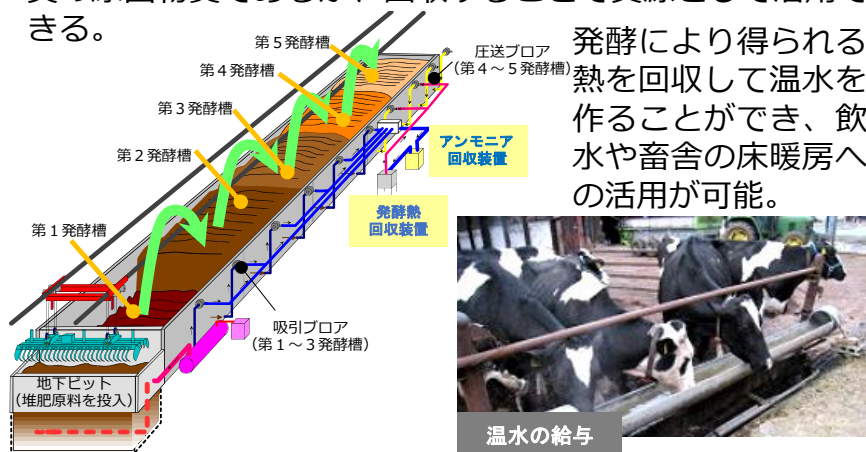 きる。
発酵により得られる
熱を回収して温水を
作ることができ、飲
水や畜舎の床暖房へ
の活用が可能。
第５発酵槽
第４発酵槽
第３発酵槽
第２発酵槽
第１発酵槽
圧送ブロア
（第４～５発酵槽）
アンモニア
回収装置
発酵熱
回収装置
吸引ブロア
（第１～３発酵槽）
地下ピット
（堆肥原料を投入）
温水の給与